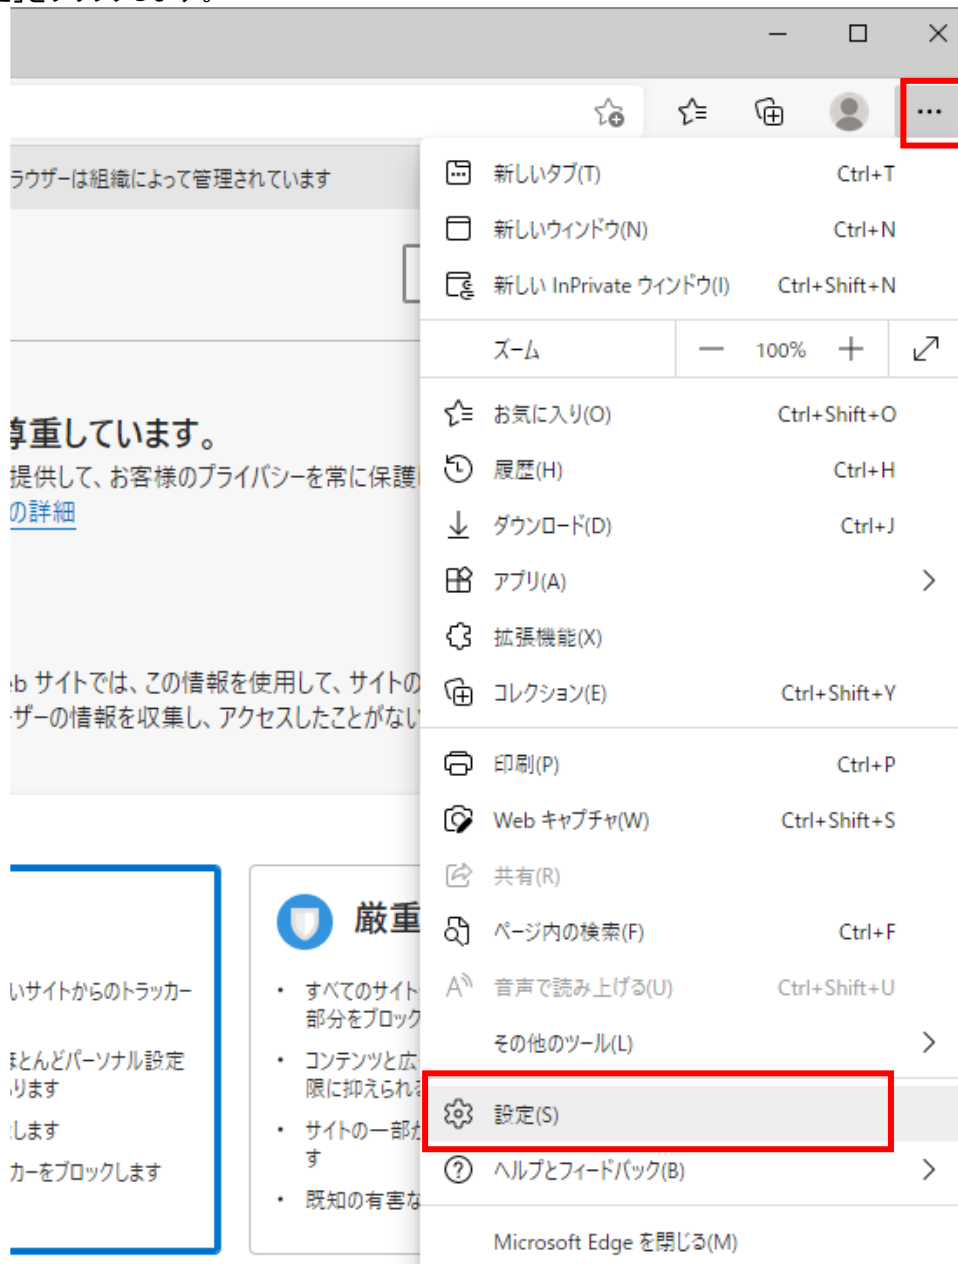 をクリックします。
ラウザーは組織によって管理されています
新しいタブ(T) Ctrl+T
新しいウィンドウ(N) Ctrl+N
新しい InPrivate ウィンドウ(I) Ctrl+Shift+N
ズーム 100%
お気に入り(O) Ctrl+Shift+O
履歴(H) Ctrl+H
ダウンロード(D) Ctrl+J
アプリ(A)
拡張機能(X)
コレクション(E) Ctrl+Shift+Y
印刷(P) Ctrl+P
Web キャプチャ(W) Ctrl+Shift+S
共有(R)
ページ内の検索(F) Ctrl+F
音声で読み上げる(U) Ctrl+Shift+U
その他のツール(L)
設定(S)
ヘルプとフィードバック(B)
Microsoft Edge を閉じる(M)
尊重しています。
提供して、お客様のプライバシーを常に保護
の詳細
eb サイトでは、この情報を使用して、サイトの
ーザーの情報を収集し、アクセスしたことがない
いサイトからのトラッカー
ほとんどパーソナル設定
ります
します
カーをブロックします
厳重
• すべてのサイト
部分をブロック
• コンテンツと広
限に抑えられ
• サイトの一部が
す
• 既知の有害な